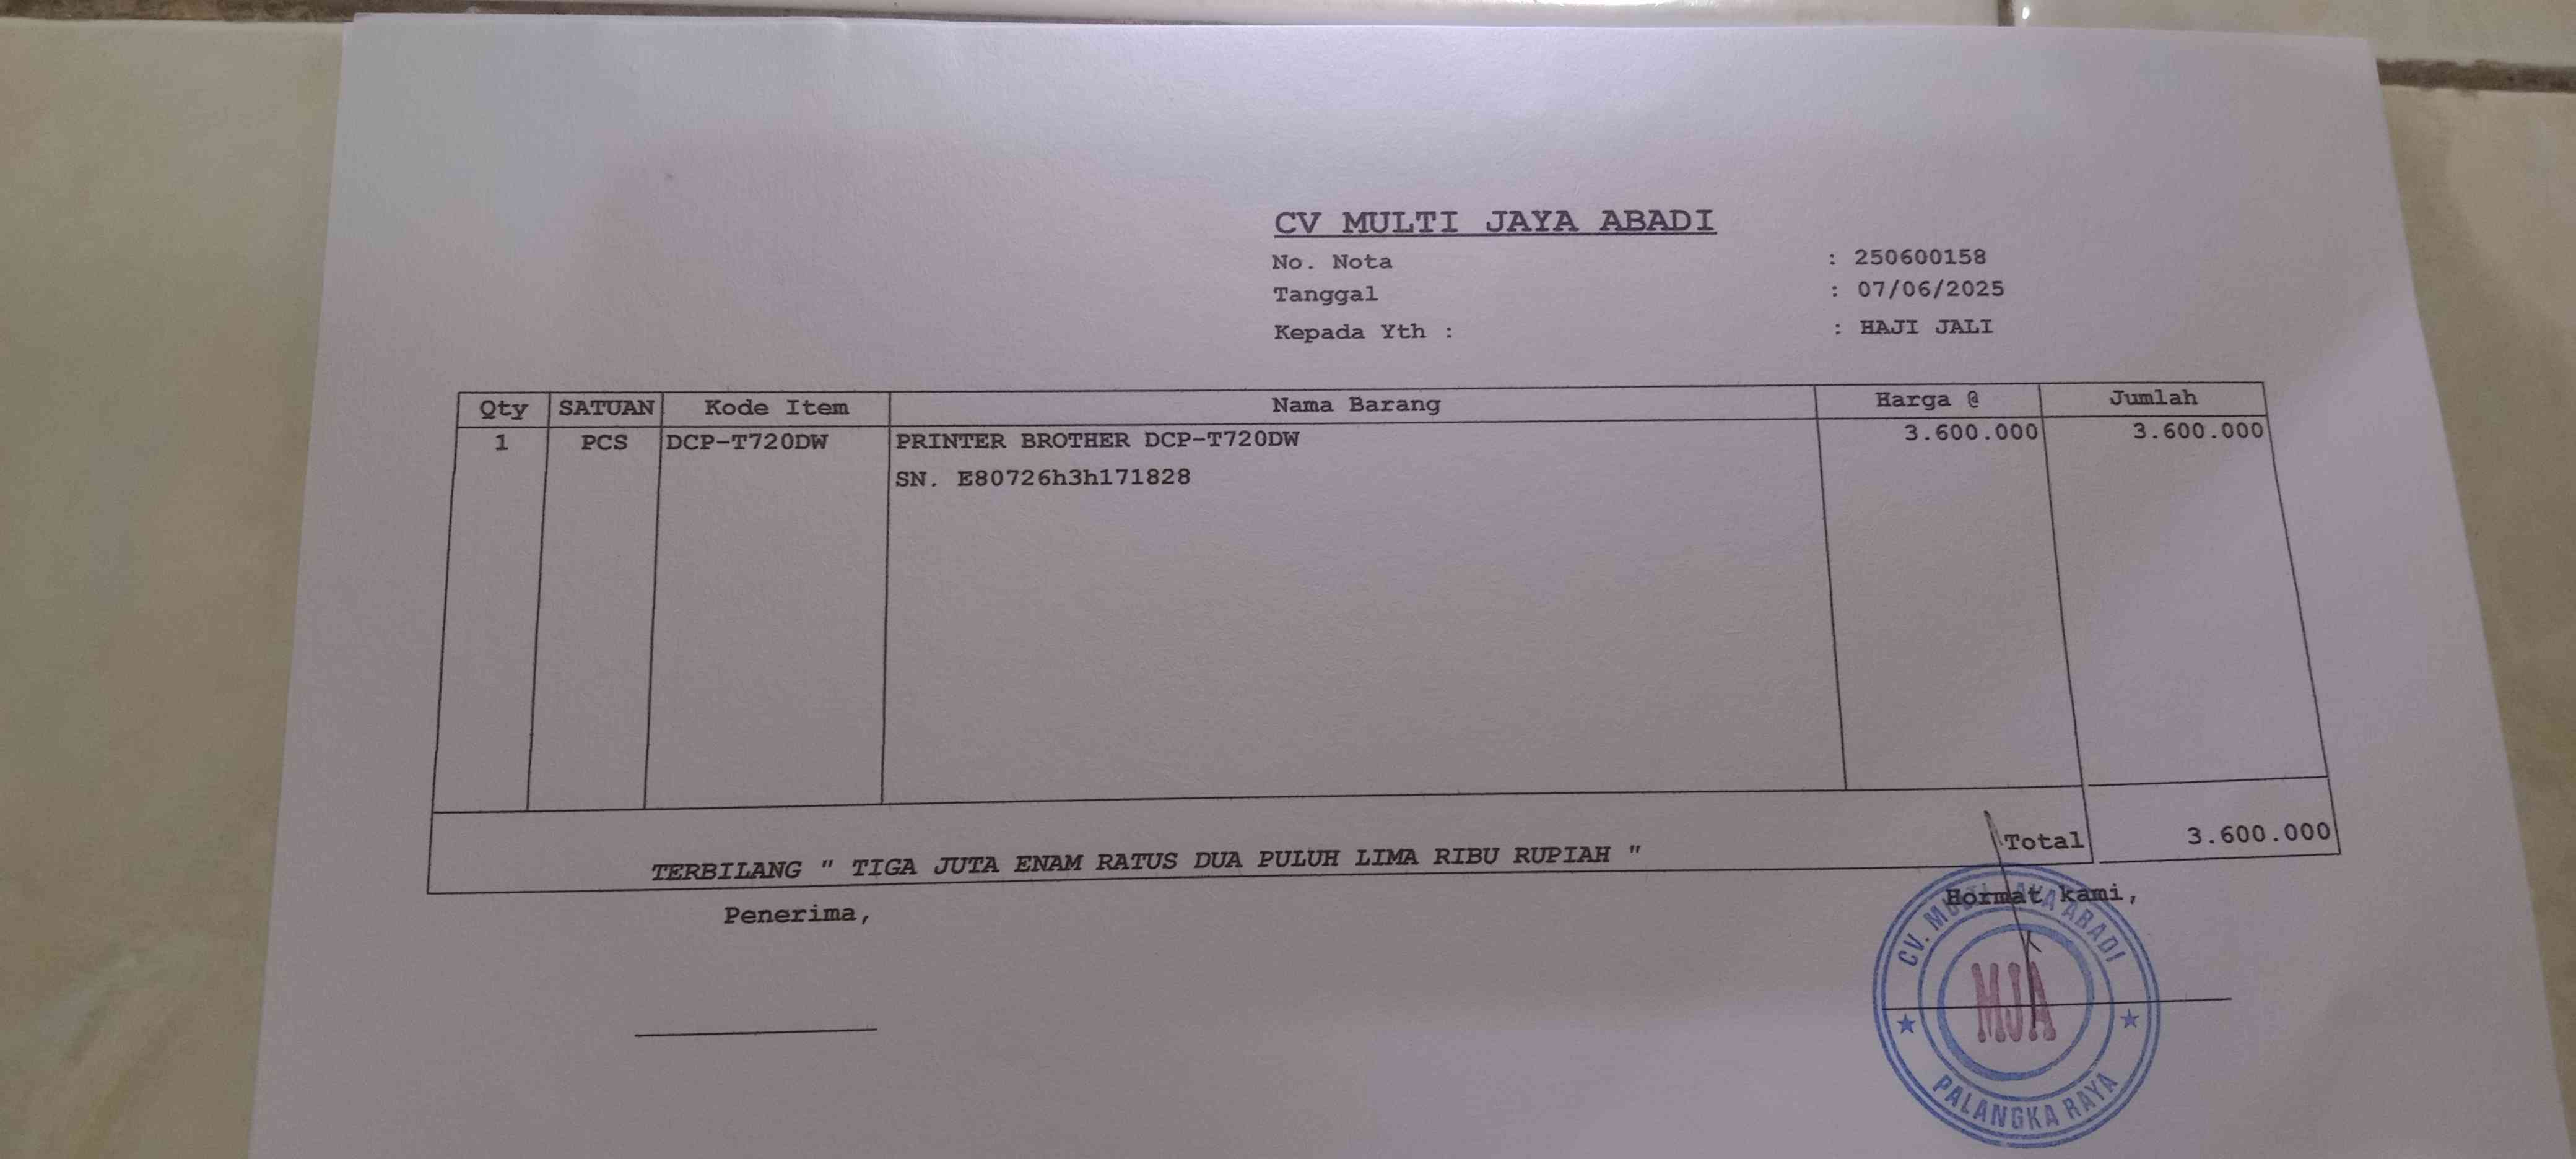 CV MULTI JAYA ABADI
No. Nota : 250600158
Tanggal : 07/06/2025
Kepada Yth : : HAJI JALI
Qty SATUAN Kode Item Nama Barang Harga @ Jumlah
1 PCS DCP-T720DW PRINTER BROTHER DCP-T720DW 3.600.000 3.600.000
SN. E80726h3h171828
TERBILANG " TIGA JUTA ENAM RATUS DUA PULUH LIMA RIBU RUPIAH " Total 3.600.000
Penerima, Hormat kami,
CV. MULTI JAYA ABADI
MJA
PALANGKA RAYA